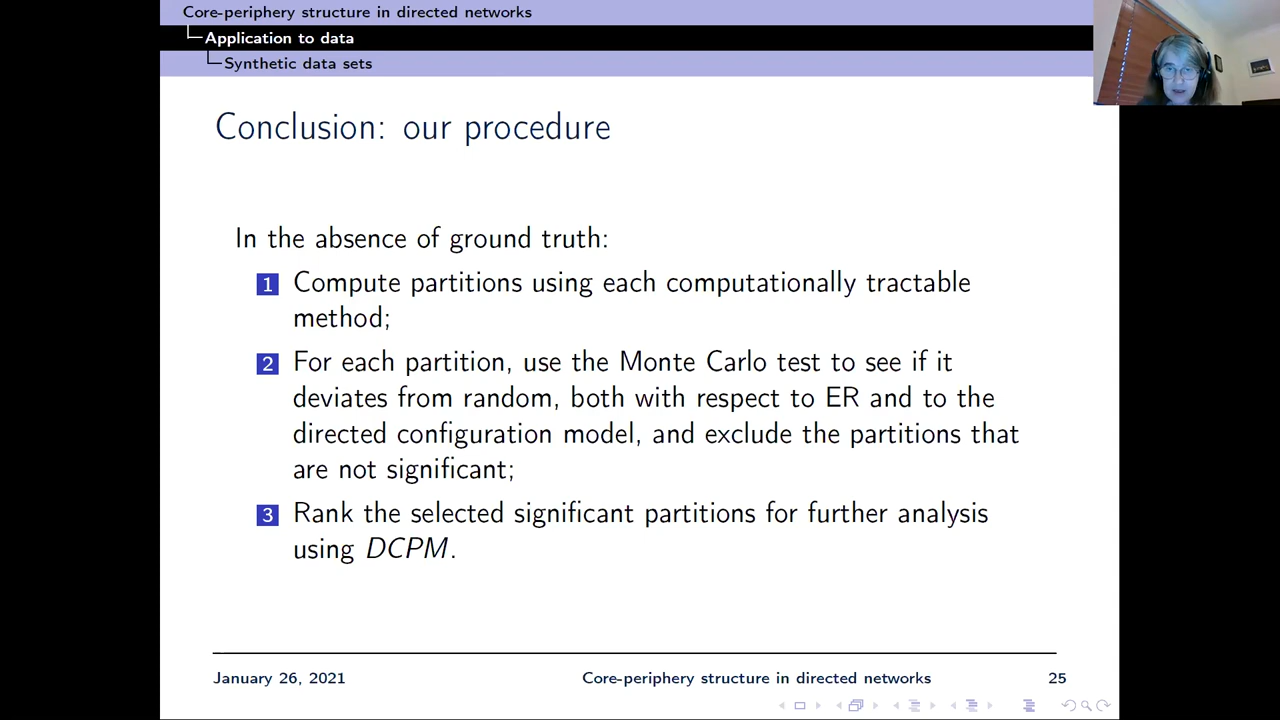 Core-periphery structure in directed networks
Application to data
Synthetic data sets
Conclusion: our procedure
In the absence of ground truth:
1 Compute partitions using each computationally tractable
method;
2 For each partition, use the Monte Carlo test to see if it
deviates from random, both with respect to ER and to the
directed configuration model, and exclude the partitions that
are not significant;
3 Rank the selected significant partitions for further analysis
using DCPM.
January 26, 2021 Core-periphery structure in directed networks 25